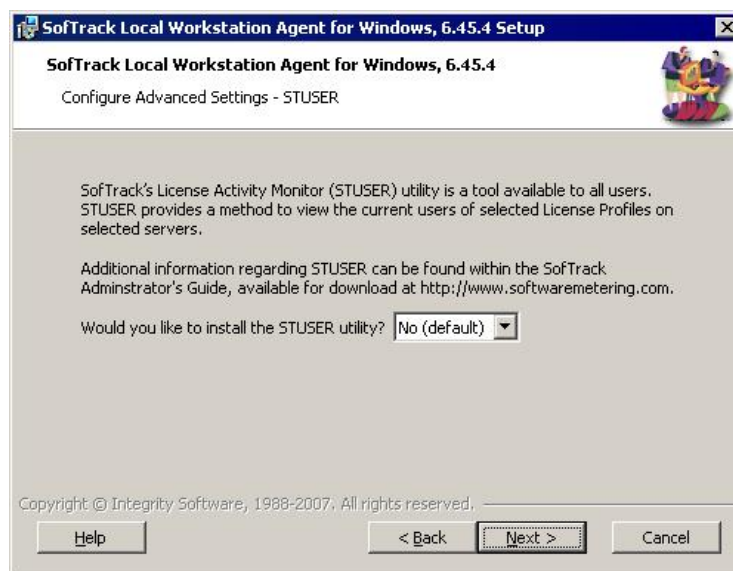 SofTrack Local Workstation Agent for Windows, 6.45.4 Setup
SofTrack Local Workstation Agent for Windows, 6.45.4
Configure Advanced Settings - STUSER
SofTrack's License Activity Monitor (STUSER) utility is a tool available to all users.
STUSER provides a method to view the current users of selected License Profiles on
selected servers.
Additional information regarding STUSER can be found within the SofTrack
Adminstrator's Guide, available for download at http://www.softwaremetering.com.
Would you like to install the STUSER utility? No (default)
Copyright © Integrity Software, 1988-2007. All rights reserved.
Help < Back Next > Cancel